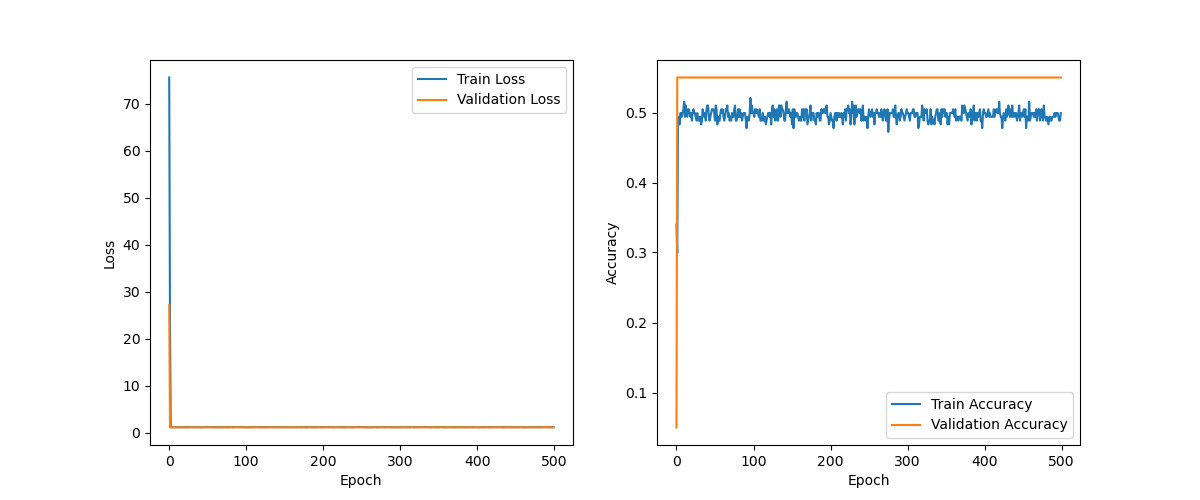 Train Loss
Validation Loss
70
60
50
40
30
20
10
0
Loss
0 100 200 300 400 500
Epoch
0.5
0.4
0.3
0.2
0.1
Accuracy
Train Accuracy
Validation Accuracy
0 100 200 300 400 500
Epoch